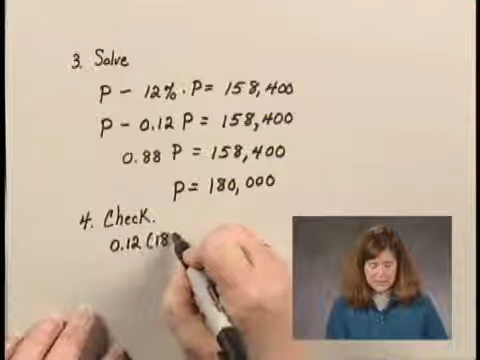 3. Solve
P - 12% · P = 158,400
P - 0.12 P = 158,400
0.88 P = 158,400
P = 180,000
4. Check.
0.12 (18